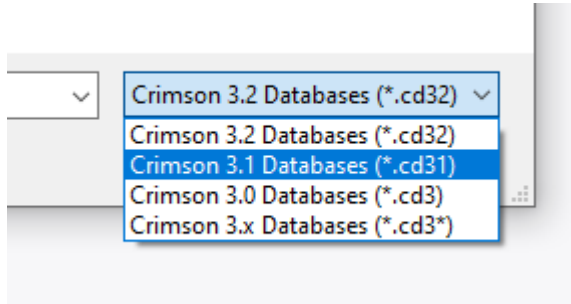 Crimson 3.2 Databases (*.cd32)
Crimson 3.2 Databases (*.cd32)
Crimson 3.1 Databases (*.cd31)
Crimson 3.0 Databases (*.cd3)
Crimson 3.x Databases (*.cd3*)